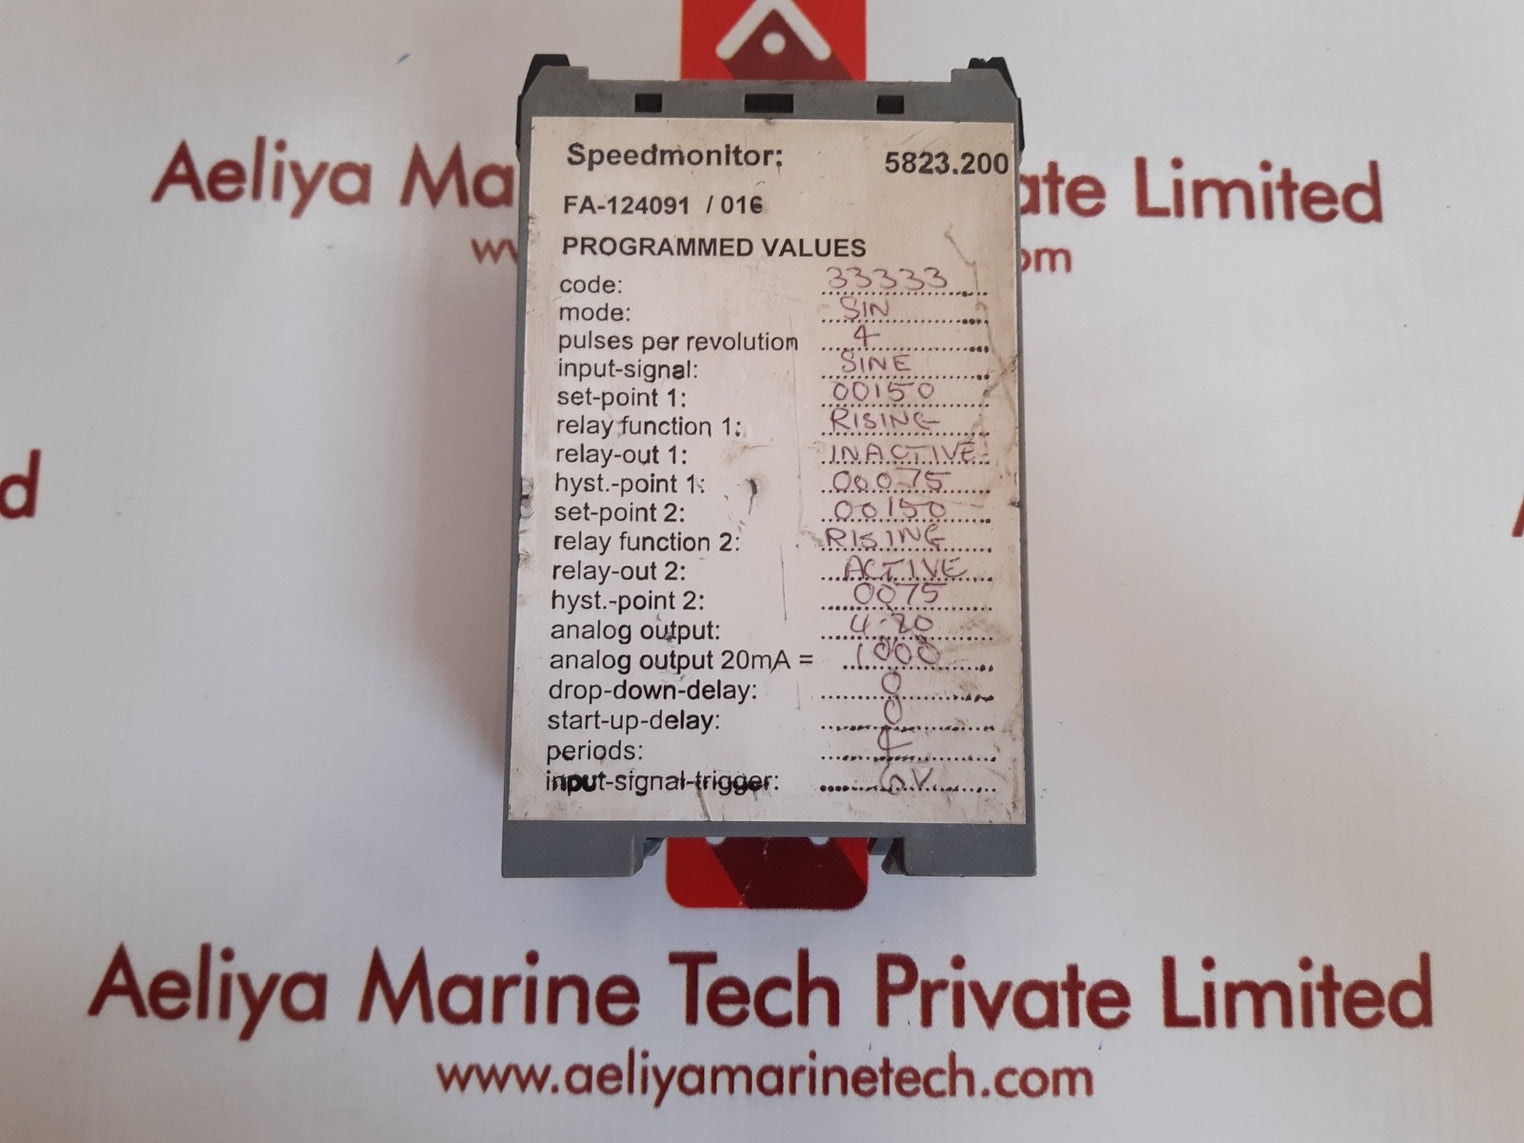 Aeliya Ma
ate Limited
ww
om
d
Speedmonitor: 5823.200
FA-124091 / 016
PROGRAMMED VALUES
code: 33333
mode: SIN
pulses per revolution 4
input-signal: SINE
set-point 1: 00150
relay function 1: RISING
relay-out 1: INACTIVE
hyst.-point 1: 00075
set-point 2: 00150
relay function 2: RISING
relay-out 2: ACTIVE
hyst.-point 2: 0075
analog output: 4-20
analog output 20mA = 1000
drop-down-delay: 0
start-up-delay: 0
periods:
input-signal-trigger: 6V
Aeliya Marine Tech Private Limited
www.aeliyamarinetech.com